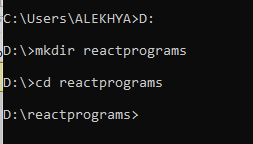 C:\Users\ALEKHYA>D:
D:\>mkdir reactprograms
D:\>cd reactprograms
D:\reactprograms>